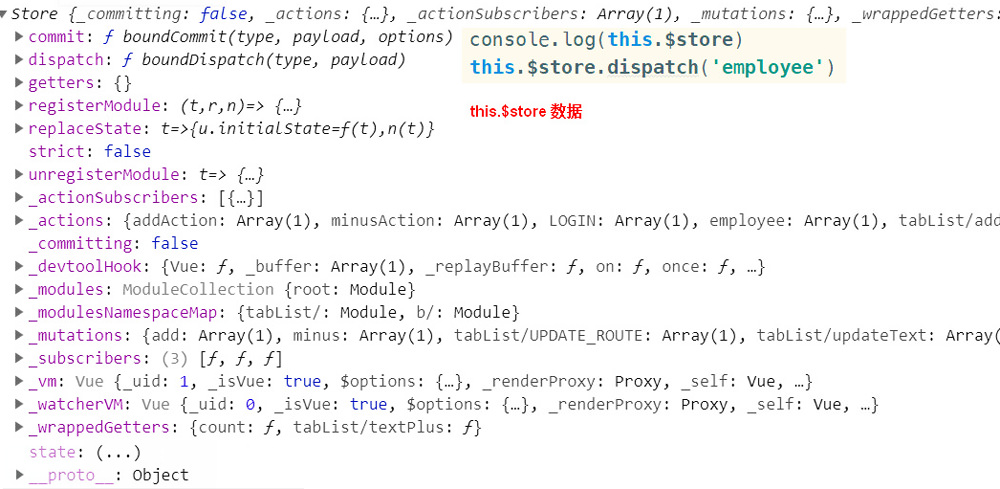 Store {_committing: false, _actions: {…}, _actionSubscribers: Array(1), _mutations: {…}, _wrappedGetters:
commit: ƒ boundCommit(type, payload, options)
console.log(this.$store)
dispatch: ƒ boundDispatch(type, payload)
this.$store.dispatch('employee')
getters: {}
registerModule: (t,r,n)=> {…}
this.$store 数据
replaceState: t=>{u.initialState=f(t),n(t)}
strict: false
unregisterModule: t=> {…}
_actionSubscribers: [{…}]
_actions: {addAction: Array(1), minusAction: Array(1), LOGIN: Array(1), employee: Array(1), tabList/add
_committing: false
_devtoolHook: {Vue: ƒ, _buffer: Array(1), _replayBuffer: ƒ, on: ƒ, once: ƒ, …}
_modules: ModuleCollection {root: Module}
_modulesNamespaceMap: {tabList/: Module, b/: Module}
_mutations: {add: Array(1), minus: Array(1), tabList/UPDATE_ROUTE: Array(1), tabList/updateText: Array(
_subscribers: (3) [ƒ, ƒ, ƒ]
_vm: Vue {_uid: 1, _isVue: true, $options: {…}, _renderProxy: Proxy, _self: Vue, …}
_watcherVM: Vue {_uid: 0, _isVue: true, $options: {…}, _renderProxy: Proxy, _self: Vue, …}
_wrappedGetters: {count: ƒ, tabList/textPlus: ƒ}
state: (...)
__proto__: Object